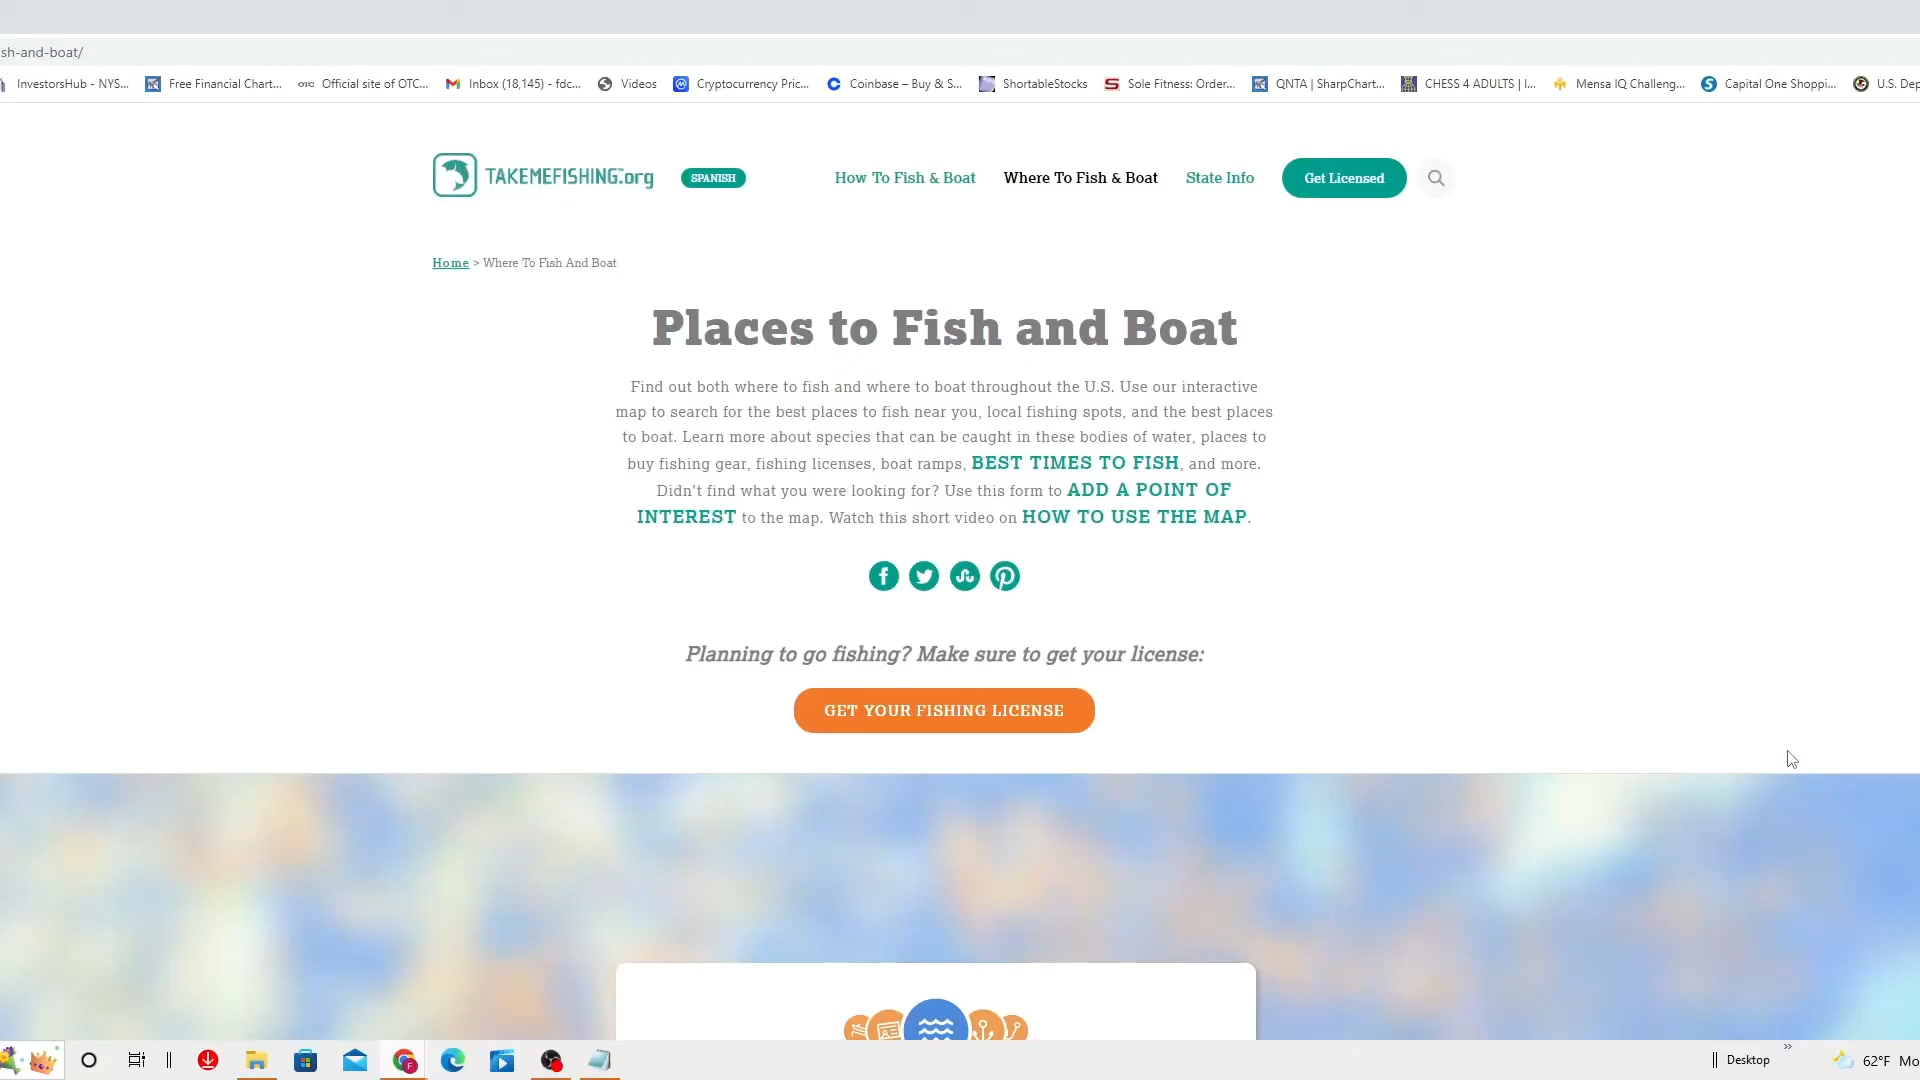 sh-and-boat/
InvestorsHub - NYS... Free Financial Chart... OTC Official site of OTC... Inbox (18,145) - fdc... Videos Cryptocurrency Pric... Coinbase – Buy & S... ShortableStocks Sole Fitness: Order... QNTA | SharpChart... CHESS 4 ADULTS | I... Mensa IQ Challeng... Capital One Shoppi... U.S. Dep
TAKEMEFISHING™.org SPANISH How To Fish & Boat Where To Fish & Boat State Info Get Licensed
Home > Where To Fish And Boat
Places to Fish and Boat
Find out both where to fish and where to boat throughout the U.S. Use our interactive
map to search for the best places to fish near you, local fishing spots, and the best places
to boat. Learn more about species that can be caught in these bodies of water, places to
buy fishing gear, fishing licenses, boat ramps, BEST TIMES TO FISH, and more.
Didn't find what you were looking for? Use this form to ADD A POINT OF
INTEREST to the map. Watch this short video on HOW TO USE THE MAP.
Planning to go fishing? Make sure to get your license:
GET YOUR FISHING LICENSE
Desktop » 62°F Mo